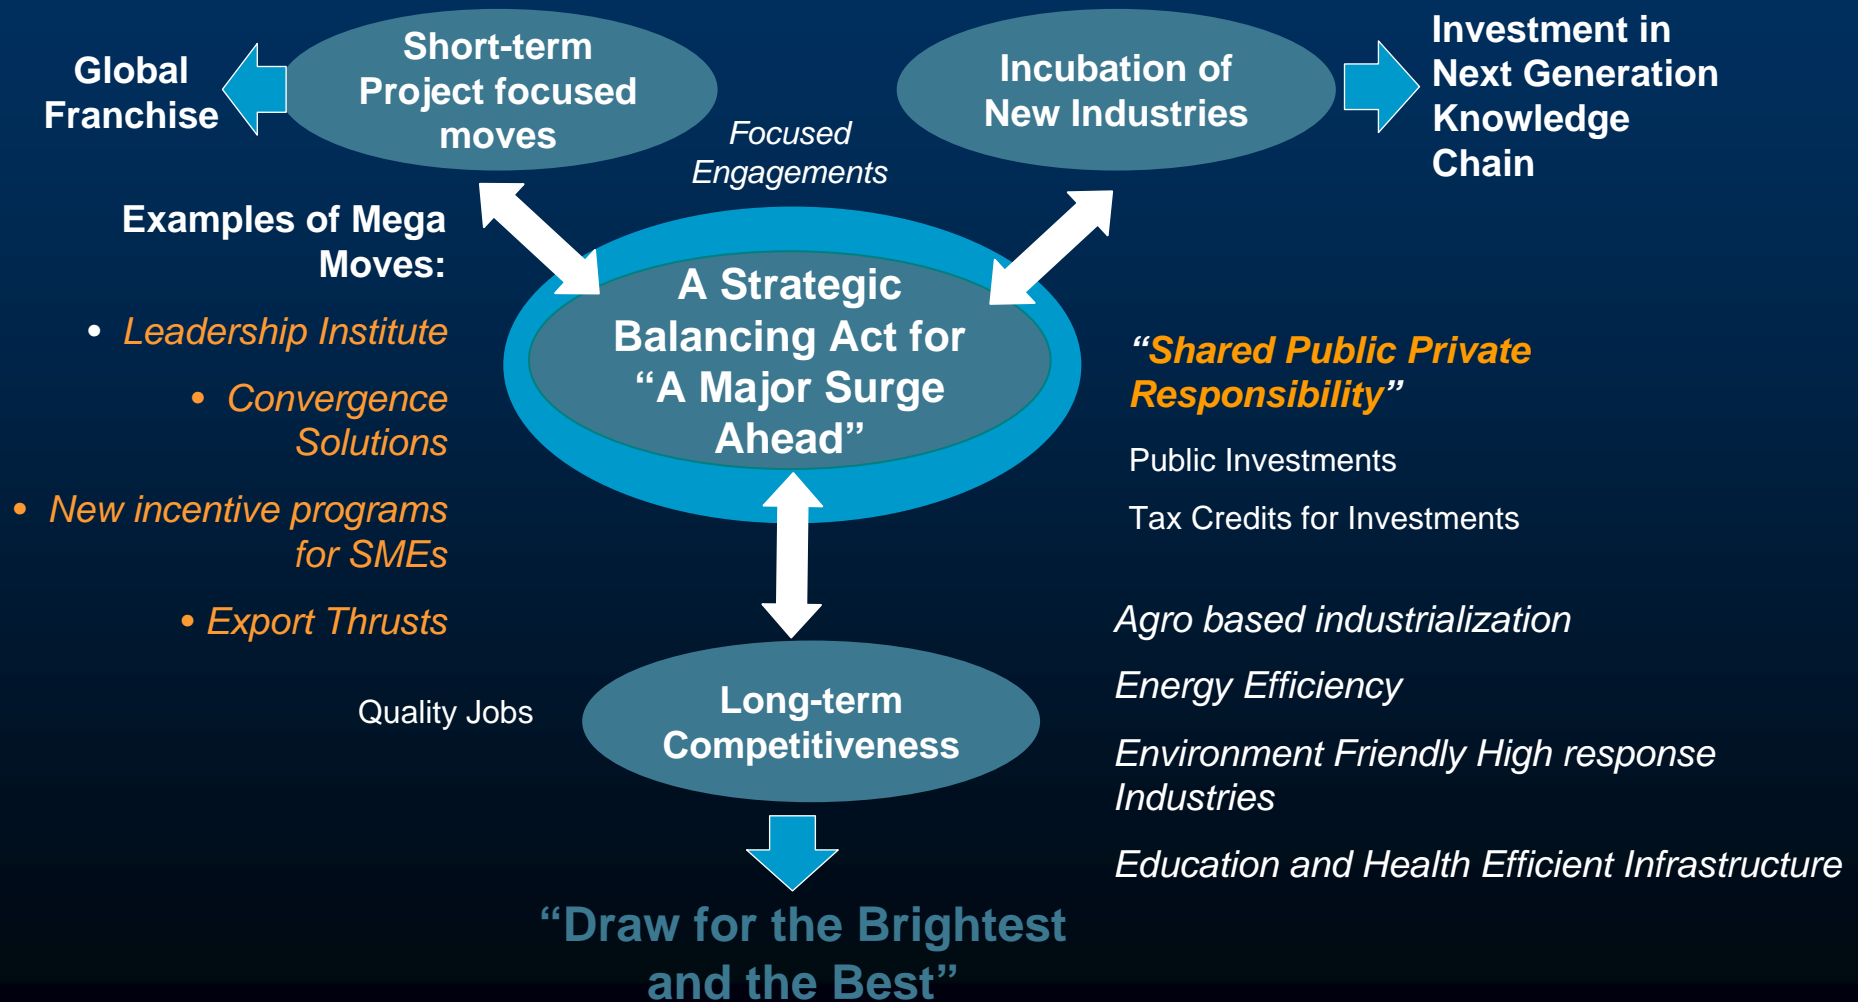 Global
Franchise
Short-term
Project focused
moves
Focused
Engagements
Incubation of
New Industries
Investment in
Next Generation
Knowledge
Chain
Examples of Mega
Moves:
• Leadership Institute
• Convergence
Solutions
• New incentive programs
for SMEs
• Export Thrusts
A Strategic
Balancing Act for
“A Major Surge
Ahead”
“Shared Public Private
Responsibility”
Public Investments
Tax Credits for Investments
Agro based industrialization
Energy Efficiency
Environment Friendly High response
Industries
Education and Health Efficient Infrastructure
Quality Jobs
Long-term
Competitiveness
“Draw for the Brightest
and the Best”